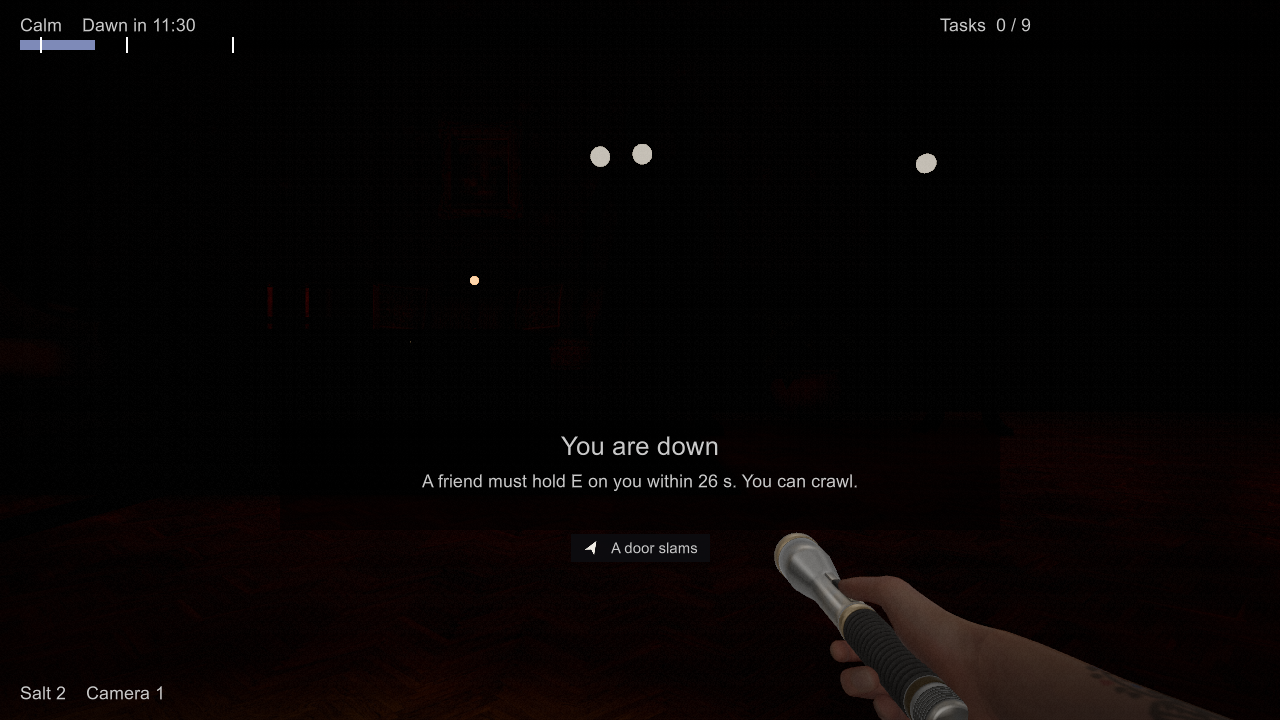 Calm Dawn in 11:30
Tasks 0 / 9
You are down
A friend must hold E on you within 26 s. You can crawl.
A door slams
Salt 2 Camera 1